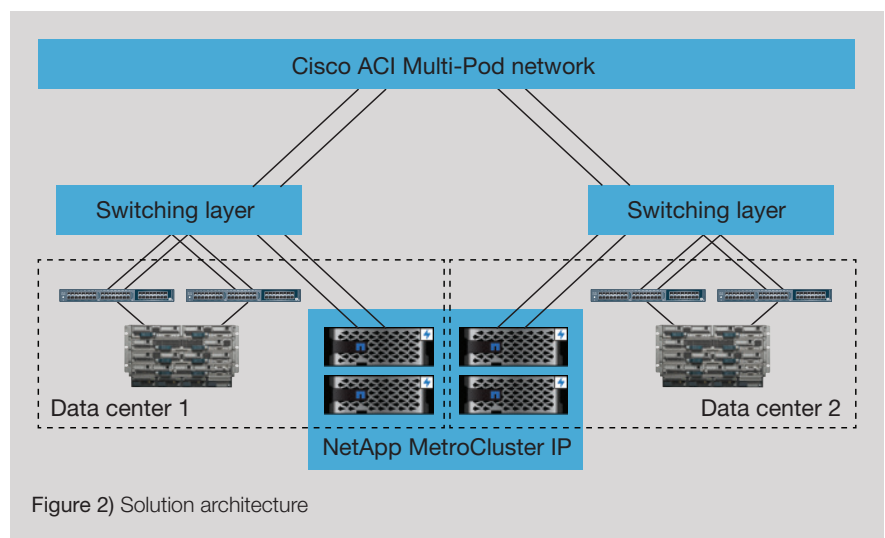 Cisco ACI Multi-Pod network
Switching layer
Switching layer
Data center 1
Data center 2
NetApp MetroCluster IP
Figure 2) Solution architecture